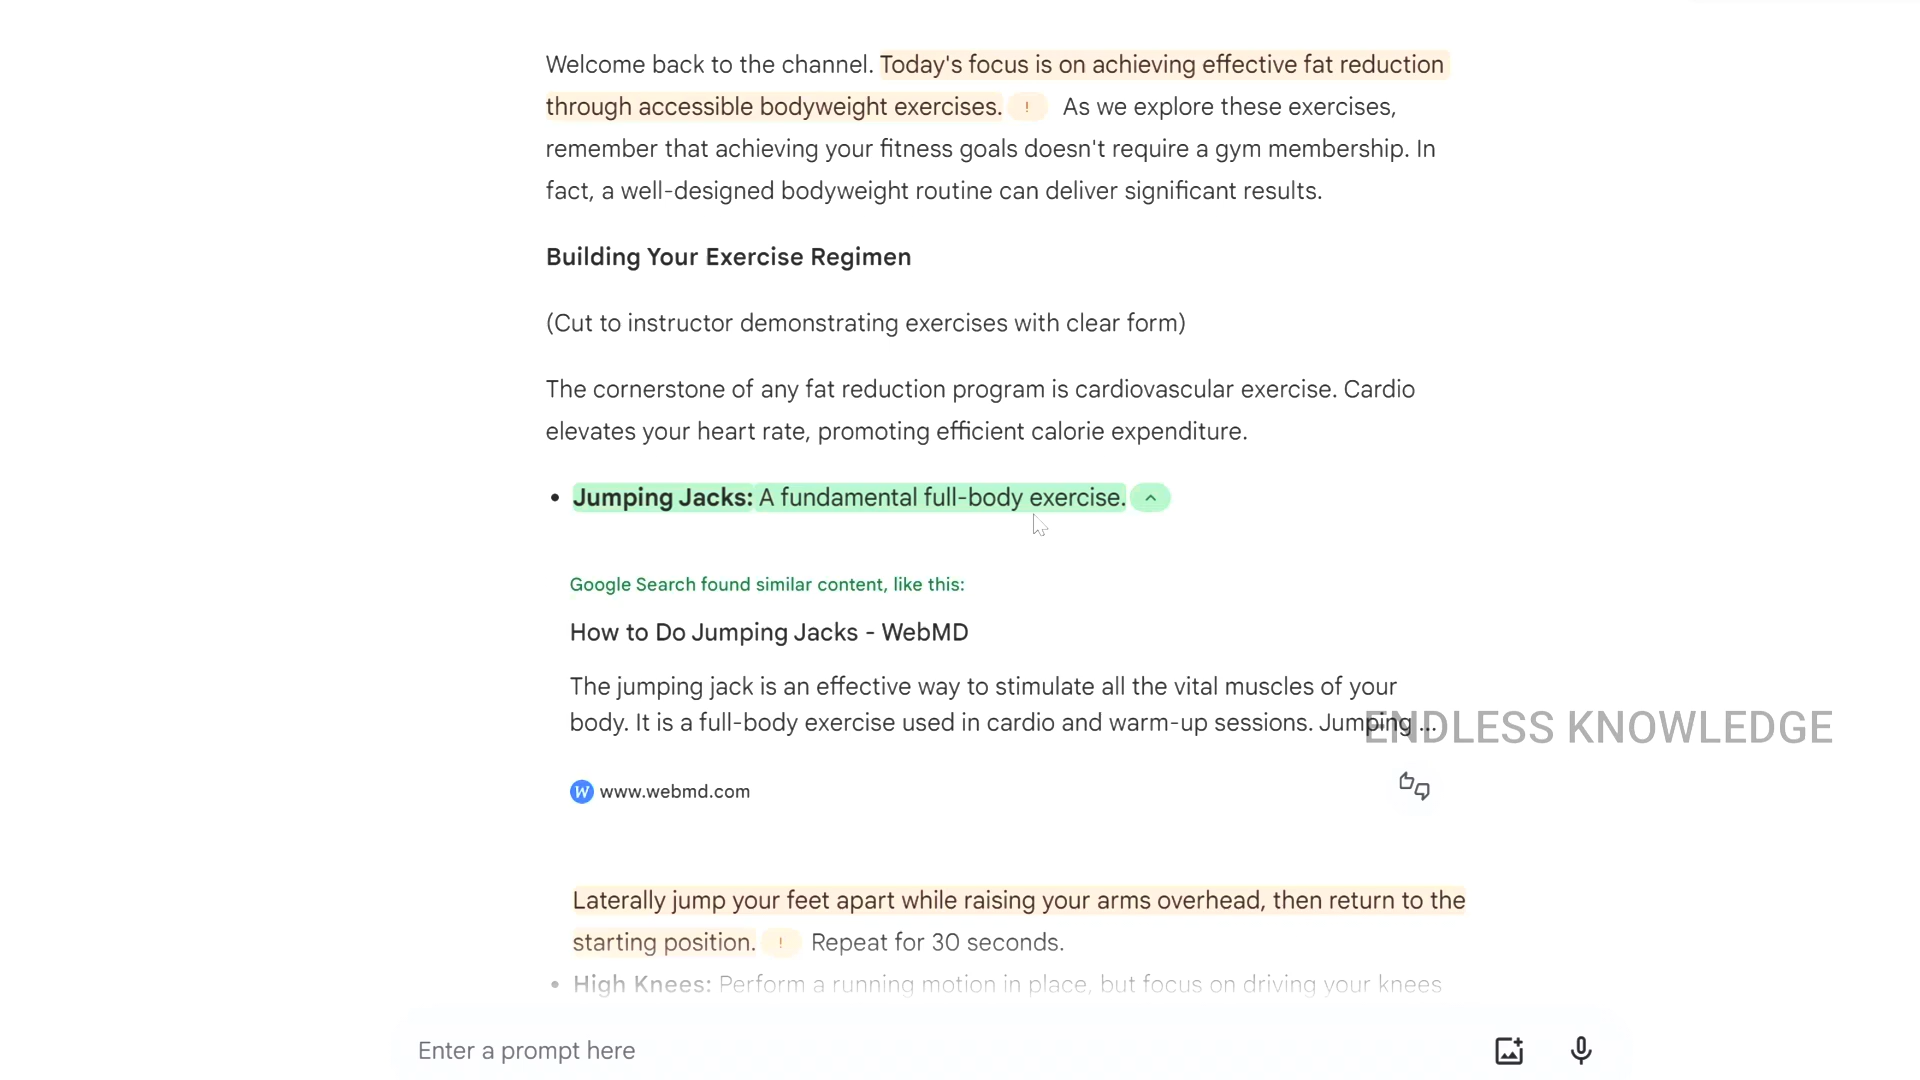 Welcome back to the channel. Today's focus is on achieving effective fat reduction
through accessible bodyweight exercises. ! As we explore these exercises,
remember that achieving your fitness goals doesn't require a gym membership. In
fact, a well-designed bodyweight routine can deliver significant results.
Building Your Exercise Regimen
(Cut to instructor demonstrating exercises with clear form)
The cornerstone of any fat reduction program is cardiovascular exercise. Cardio
elevates your heart rate, promoting efficient calorie expenditure.
• Jumping Jacks: A fundamental full-body exercise.
Google Search found similar content, like this:
How to Do Jumping Jacks - WebMD
The jumping jack is an effective way to stimulate all the vital muscles of your
body. It is a full-body exercise used in cardio and warm-up sessions. Jumping ...
ENDLESS KNOWLEDGE
W www.webmd.com
Laterally jump your feet apart while raising your arms overhead, then return to the
starting position. ! Repeat for 30 seconds.
• High Knees: Perform a running motion in place, but focus on driving your knees
Enter a prompt here